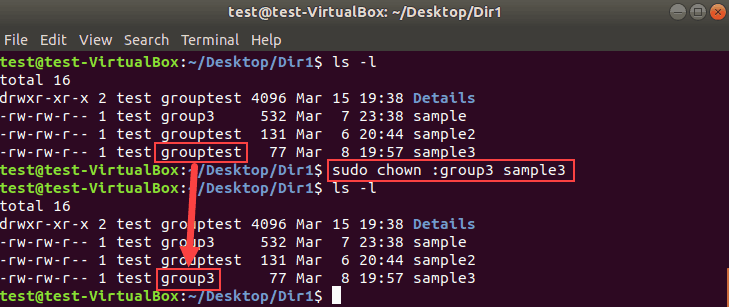 test@test-VirtualBox: ~/Desktop/Dir1
File Edit View Search Terminal Help
test@test-VirtualBox:~/Desktop/Dir1$ ls -l
total 16
drwxr-xr-x 2 test grouptest 4096 Mar 15 19:38 Details
-rw-rw-r-- 1 test group3 532 Mar 7 23:38 sample
-rw-rw-r-- 1 test grouptest 131 Mar 6 20:44 sample2
-rw-rw-r-- 1 test grouptest 77 Mar 8 19:57 sample3
test@test-VirtualBox:~/Desktop/Dir1$ sudo chown :group3 sample3
test@test-VirtualBox:~/Desktop/Dir1$ ls -l
total 16
drwxr-xr-x 2 test grouptest 4096 Mar 15 19:38 Details
-rw-rw-r-- 1 test group3 532 Mar 7 23:38 sample
-rw-rw-r-- 1 test grouptest 131 Mar 6 20:44 sample2
-rw-rw-r-- 1 test group3 77 Mar 8 19:57 sample3
test@test-VirtualBox:~/Desktop/Dir1$